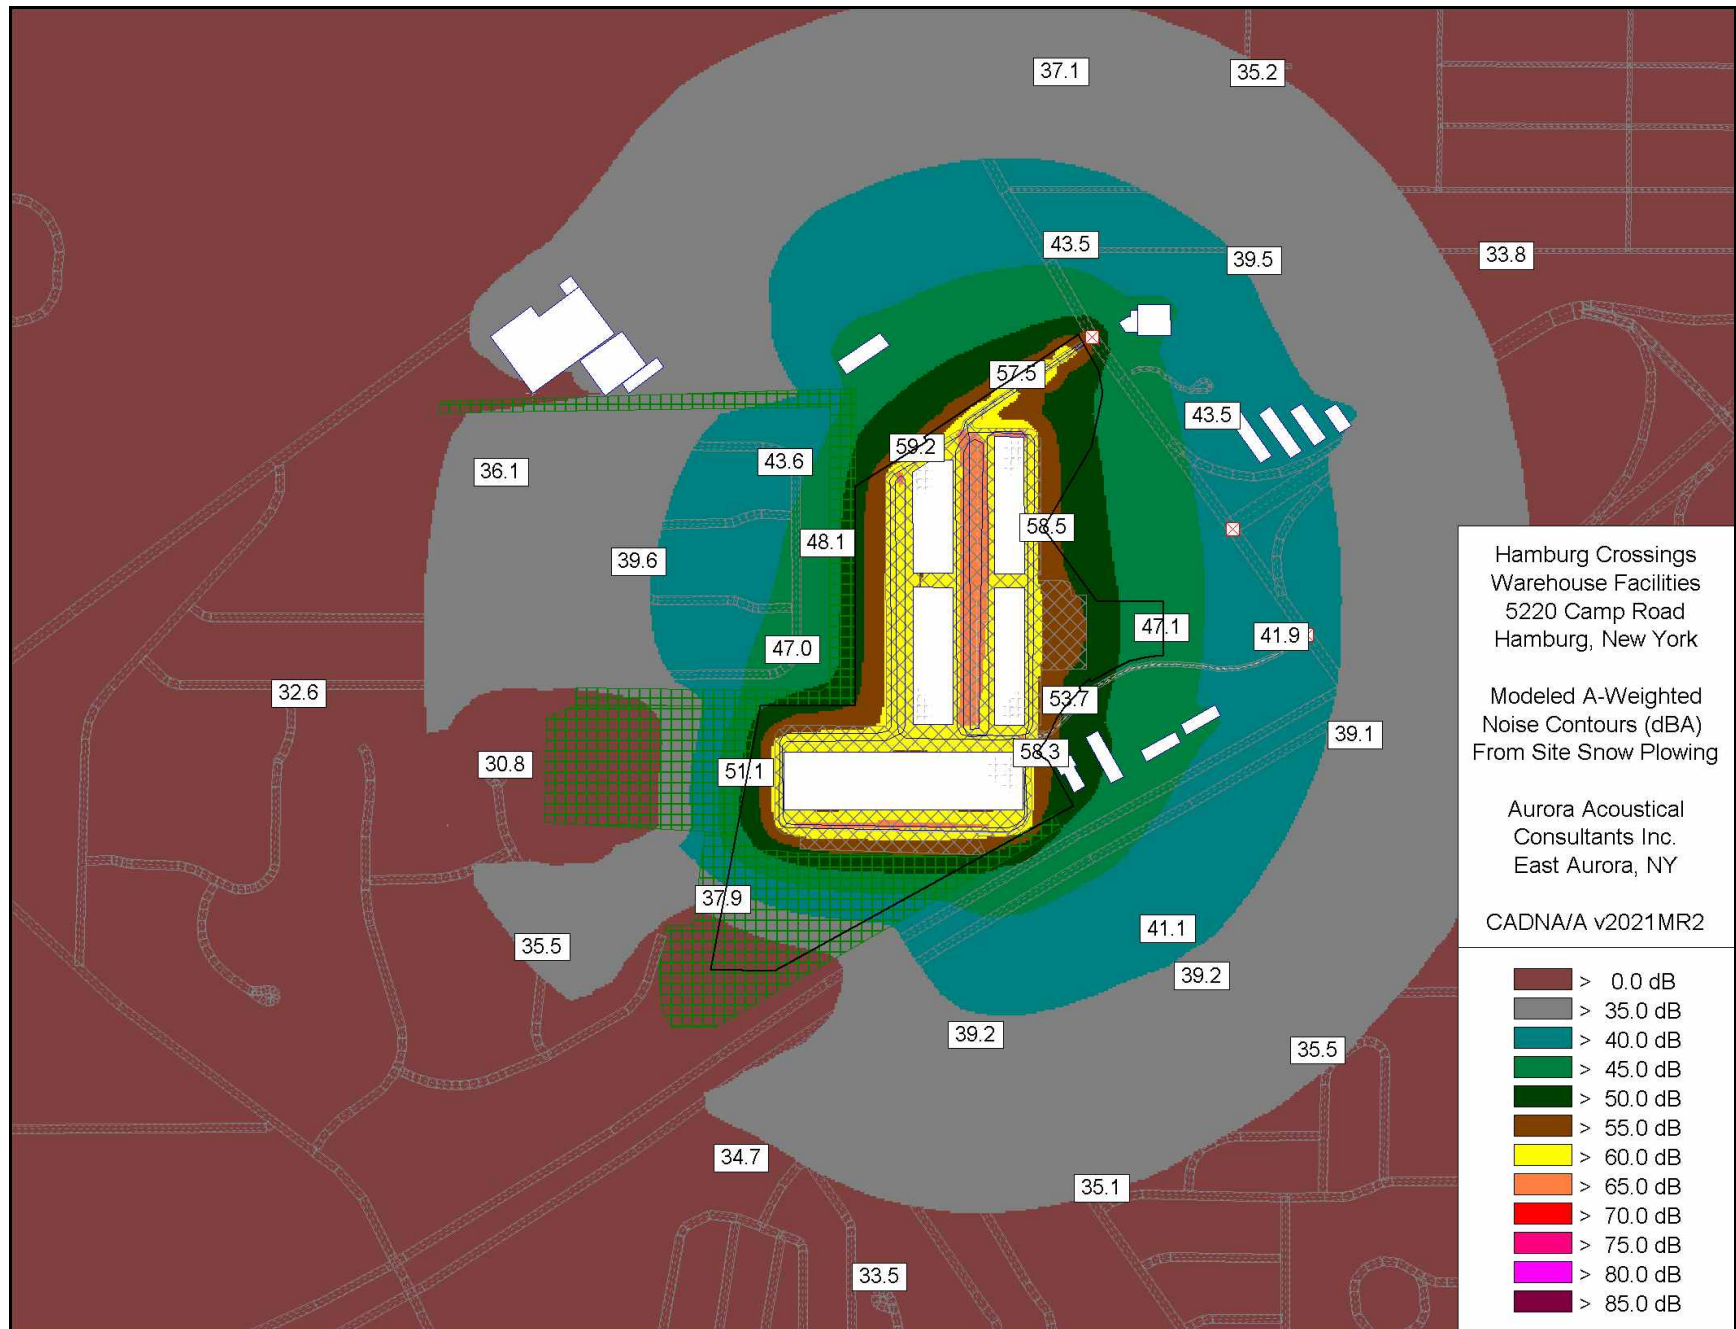 37.1
35.2
43.5
39.5
33.8
57.5
43.5
59.2
43.6
36.1
58.5
48.1
39.6
47.1
41.9
47.0
32.6
53.7
39.1
58.3
30.8
51.1
37.9
41.1
35.5
39.2
39.2
35.5
34.7
35.1
33.5
Hamburg Crossings
Warehouse Facilities
5220 Camp Road
Hamburg, New York
Modeled A-Weighted
Noise Contours (dBA)
From Site Snow Plowing
Aurora Acoustical
Consultants Inc.
East Aurora, NY
CADNA/A v2021MR2
> 0.0 dB
> 35.0 dB
> 40.0 dB
> 45.0 dB
> 50.0 dB
> 55.0 dB
> 60.0 dB
> 65.0 dB
> 70.0 dB
> 75.0 dB
> 80.0 dB
> 85.0 dB